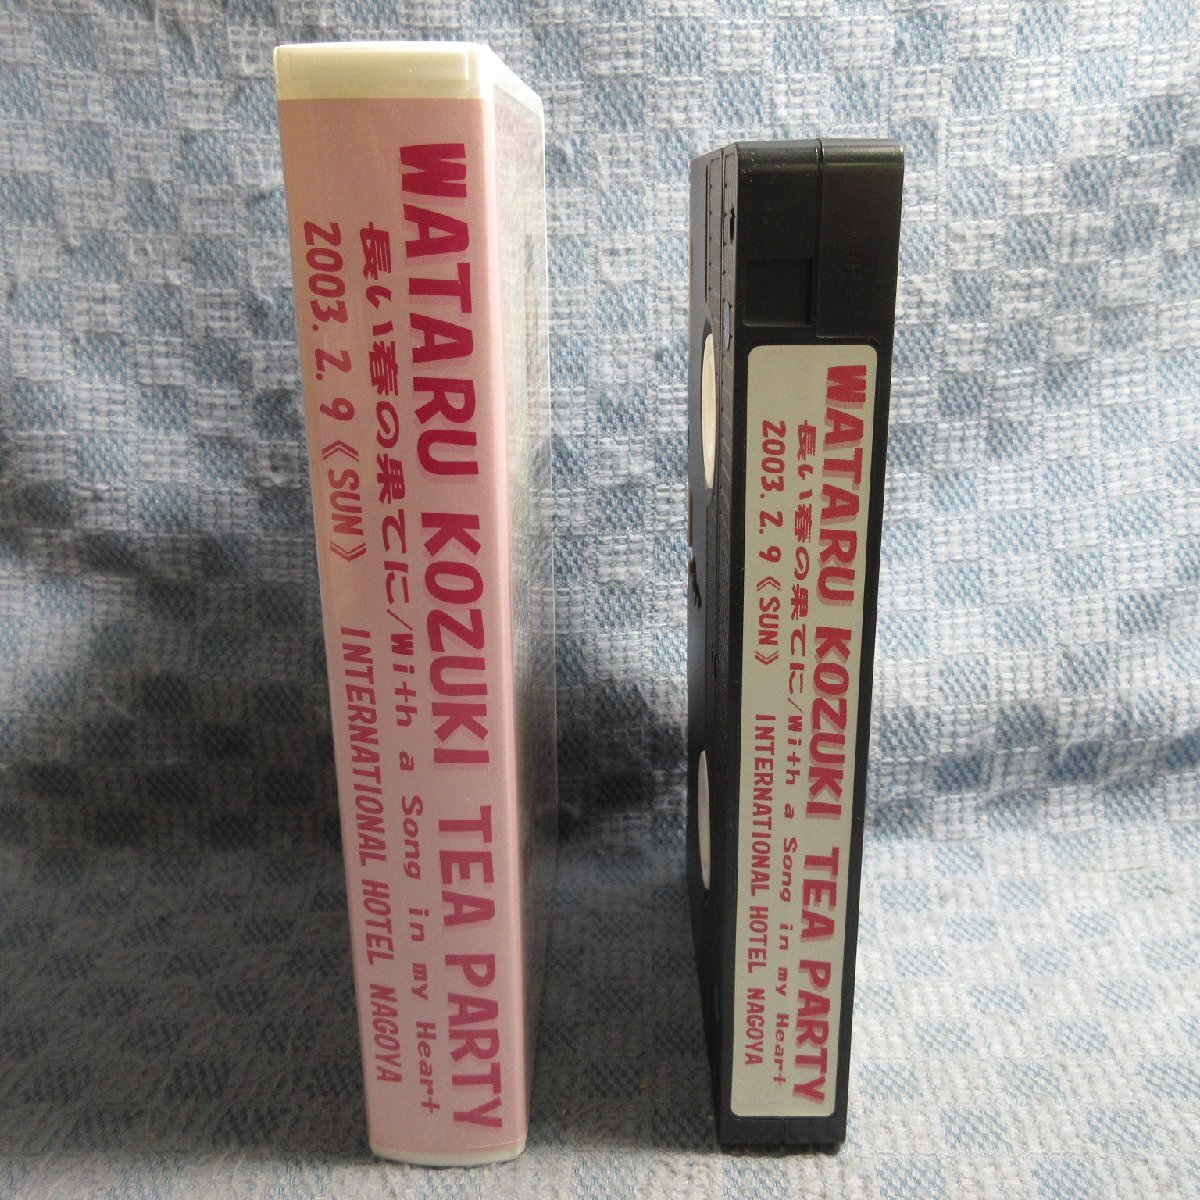 WATARU KOZUKI TEA PARTY
長い春の果てに/With a Song in my Heart
2003. 2. 9 《SUN》 INTERNATIONAL HOTEL NAGOYA
WATARU KOZUKI TEA PARTY
長い春の果てに/With a Song in my Heart
2003. 2. 9 《SUN》 INTERNATIONAL HOTEL NAGOYA